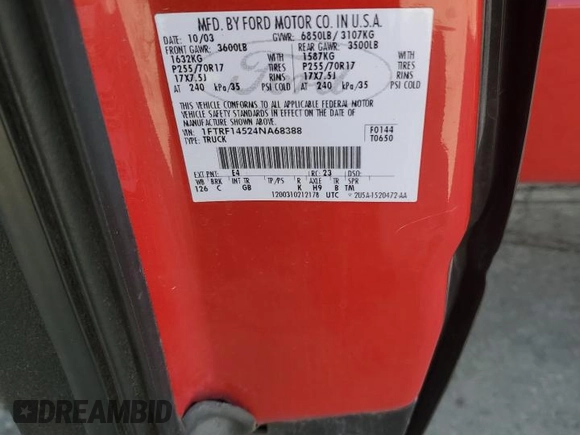 MFD. BY FORD MOTOR CO. IN U.S.A.
DATE: 10/03 GVWR: 6850LB/ 3107KG
FRONT GAWR: 3600LB REAR GAWR: 3500LB
1632KG WITH 1587KG WITH
P255/70R17 TIRES P255/70R17 TIRES
17X7.5J RIMS 17X7.5J RIMS
AT 240 kPa/35 PSI COLD AT 240 kPa/35 PSI COLD
THIS VEHICLE CONFORMS TO ALL APPLICABLE FEDERAL MOTOR
VEHICLE SAFETY STANDARDS IN EFFECT ON THE DATE OF
MANUFACTURE SHOWN ABOVE.
VIN: 1FTRF14524NA68388 F0144
TYPE: TRUCK T0650
EXT PNT: E4 RC: 23 DSO:
WB BRK INT TR TP/PS R AXLE TR SPR
126 C GB K H9 B TM
1200310212178 UTC 2U5A-1520472-AA
Ford
DREAMBID